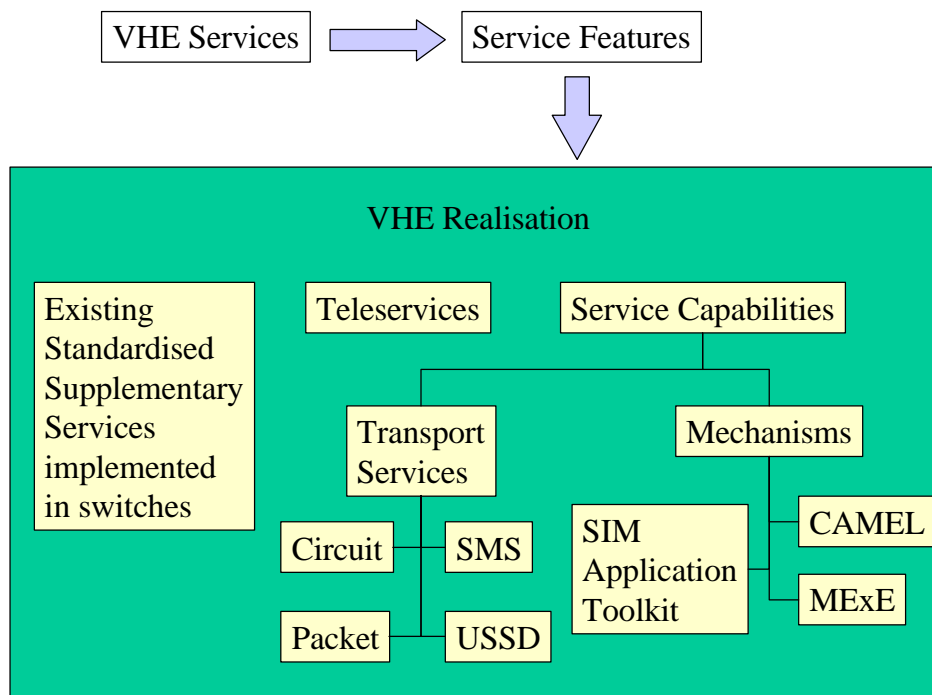 VHE Services
Service Features
VHE Realisation
Existing
Standardised
Supplementary
Services
implemented
in switches
Teleservices
Service Capabilities
Transport
Services
Mechanisms
Circuit
SMS
Packet
USSD
SIM
Application
Toolkit
CAMEL
MExE